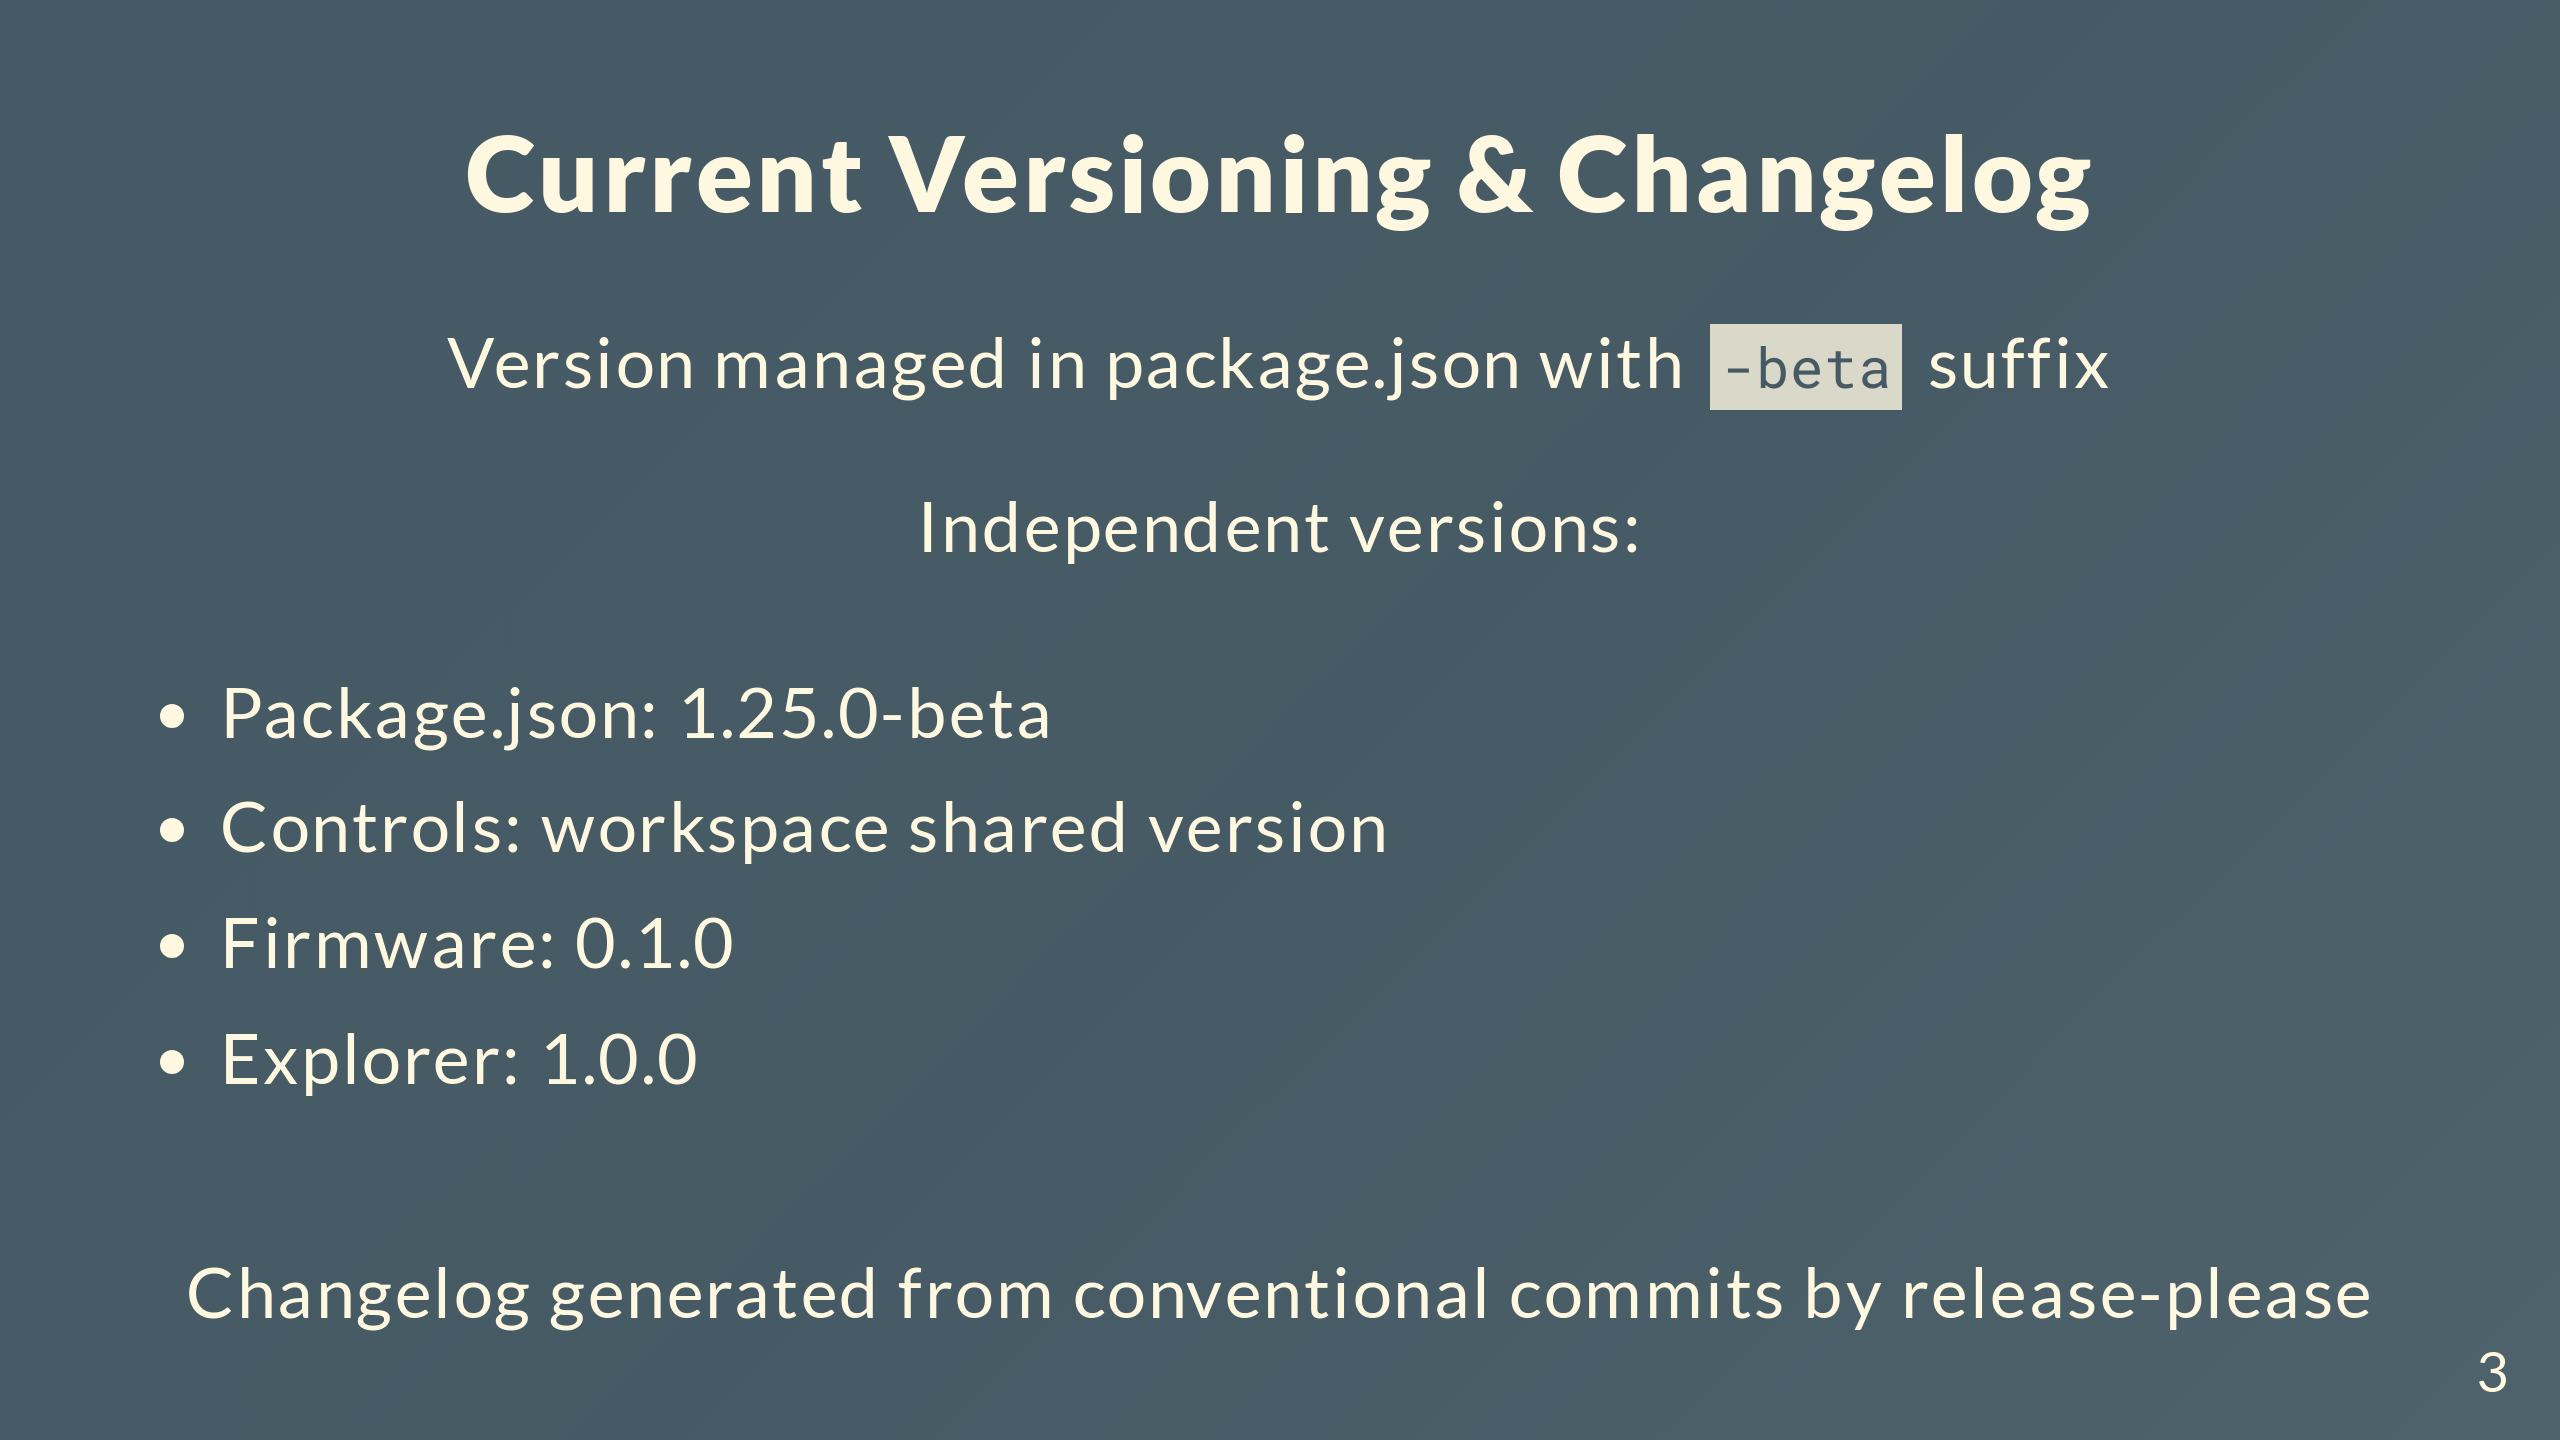 Current Versioning & Changelog
Version managed in package.json with -beta suffix
Independent versions:
• Package.json: 1.25.0-beta
• Controls: workspace shared version
• Firmware: 0.1.0
• Explorer: 1.0.0
Changelog generated from conventional commits by release-please
3